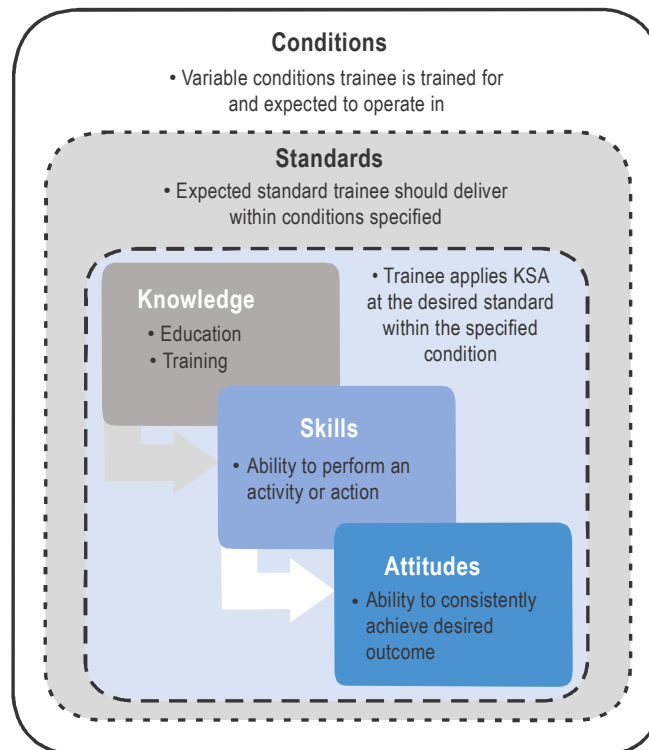 Conditions
• Variable conditions trainee is trained for
and expected to operate in
Standards
• Expected standard trainee should deliver
within conditions specified
Knowledge
• Education
• Training
• Trainee applies KSA
at the desired standard
within the specified
condition
Skills
• Ability to perform an
activity or action
Attitudes
• Ability to consistently
achieve desired
outcome